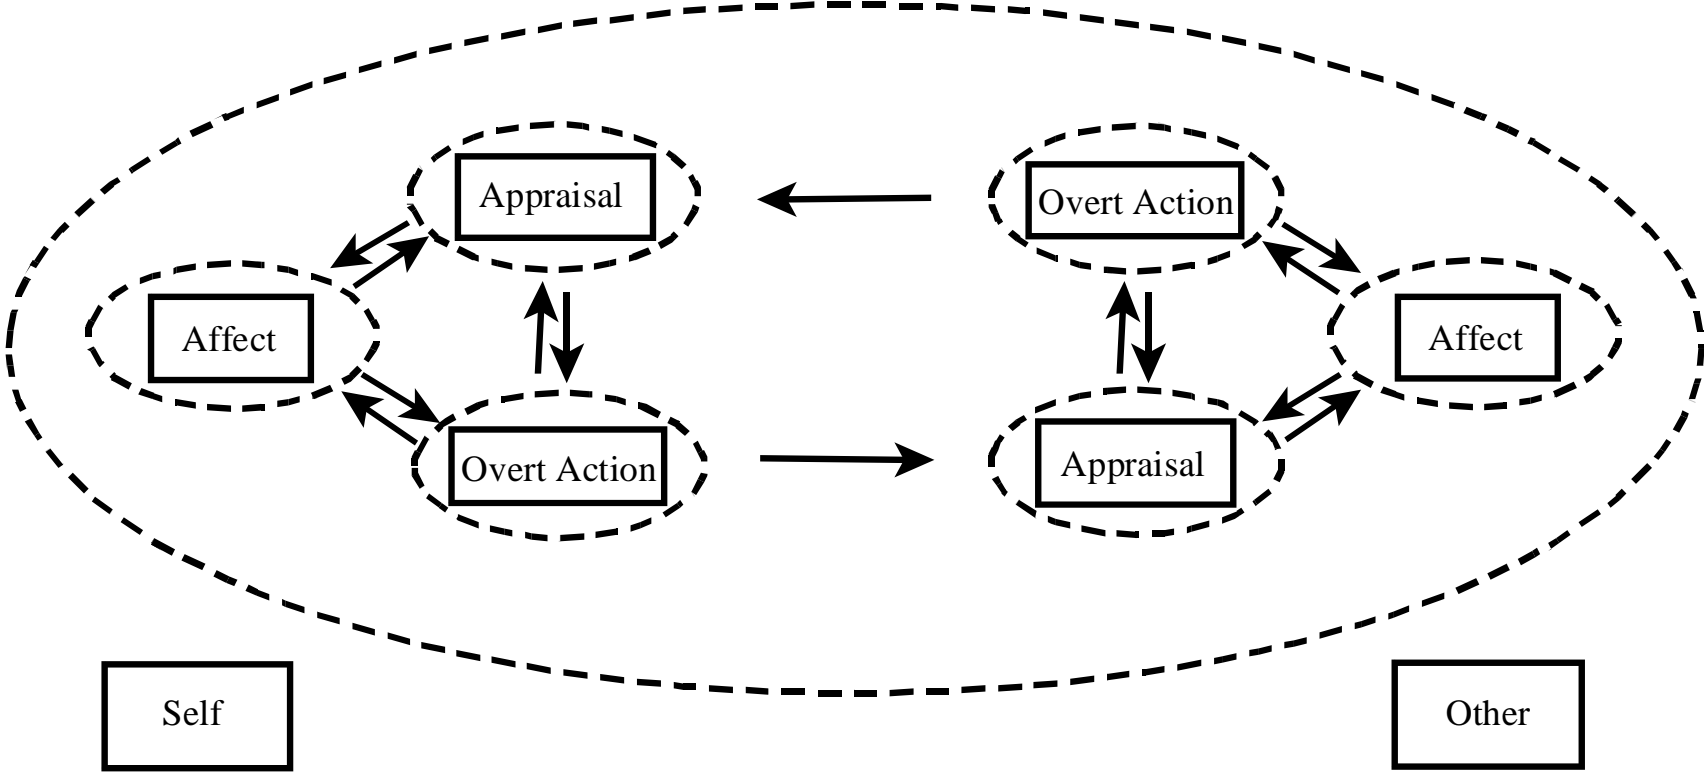 Appraisal
Overt Action
Affect
Affect
Overt Action
Appraisal
Self
Other